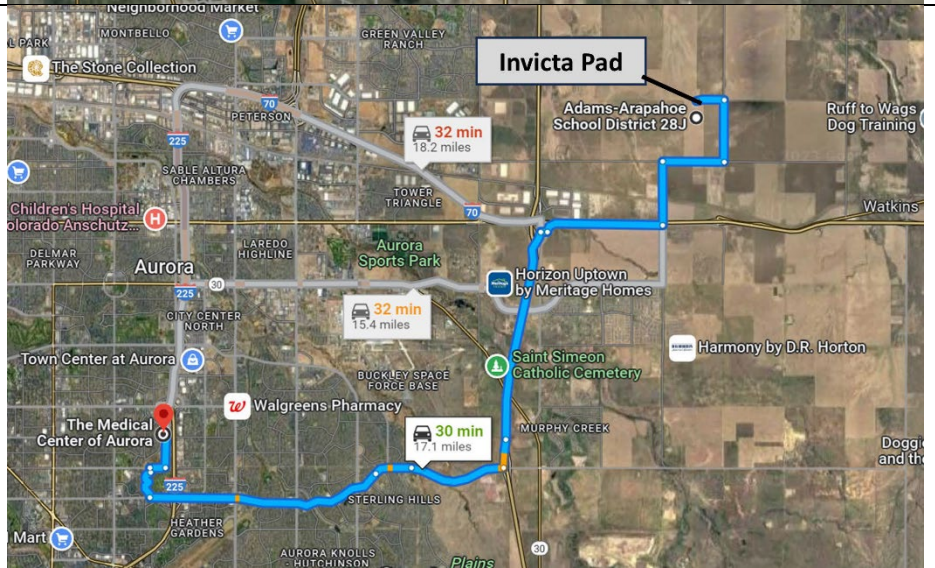 Neighborhood Market
MONTBELLO
GREEN VALLEY
RANCH
PARK
The Stone Collection
Invicta Pad
70
PETERSON
Adams-Arapahoe
School District 28J
Ruff to Wags
Dog Training
32 min
18.2 miles
225
SABLE ALTURA
CHAMBERS
TOWER
TRIANGLE
70
Children's Hospital
olorado Anschutz...
H
Watkins
DELMAR
PARKWAY
LAREDO
HIGHLINE
Aurora
Sports Park
Aurora
30
225
Horizon Uptown
by Meritage Homes
32 min
15.4 miles
CITY CENTER
NORTH
Town Center at Aurora
Harmony by D.R. Horton
Saint Simeon
Catholic Cemetery
BUCKLEY SPACE
FORCE BASE
Walgreens Pharmacy
The Medical
Center of Aurora
30 min
17.1 miles
MURPHY CREEK
Doggi
and the
225
STERLING HILLS
HEATHER
GARDENS
Mart
30
AURORA KNOLLS
- HUTCHINSON
Plains